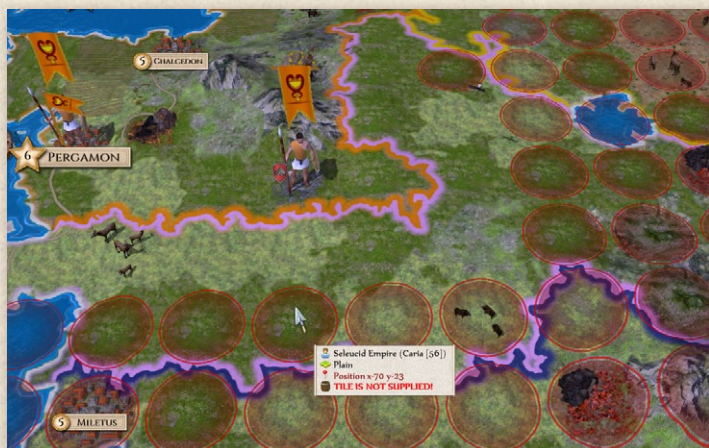 5 CHALCEDON
6 PERGAMON
Seleucid Empire (Caria [56])
Plain
Position x-70 y-23
TILE IS NOT SUPPLIED!
5 MILETUS